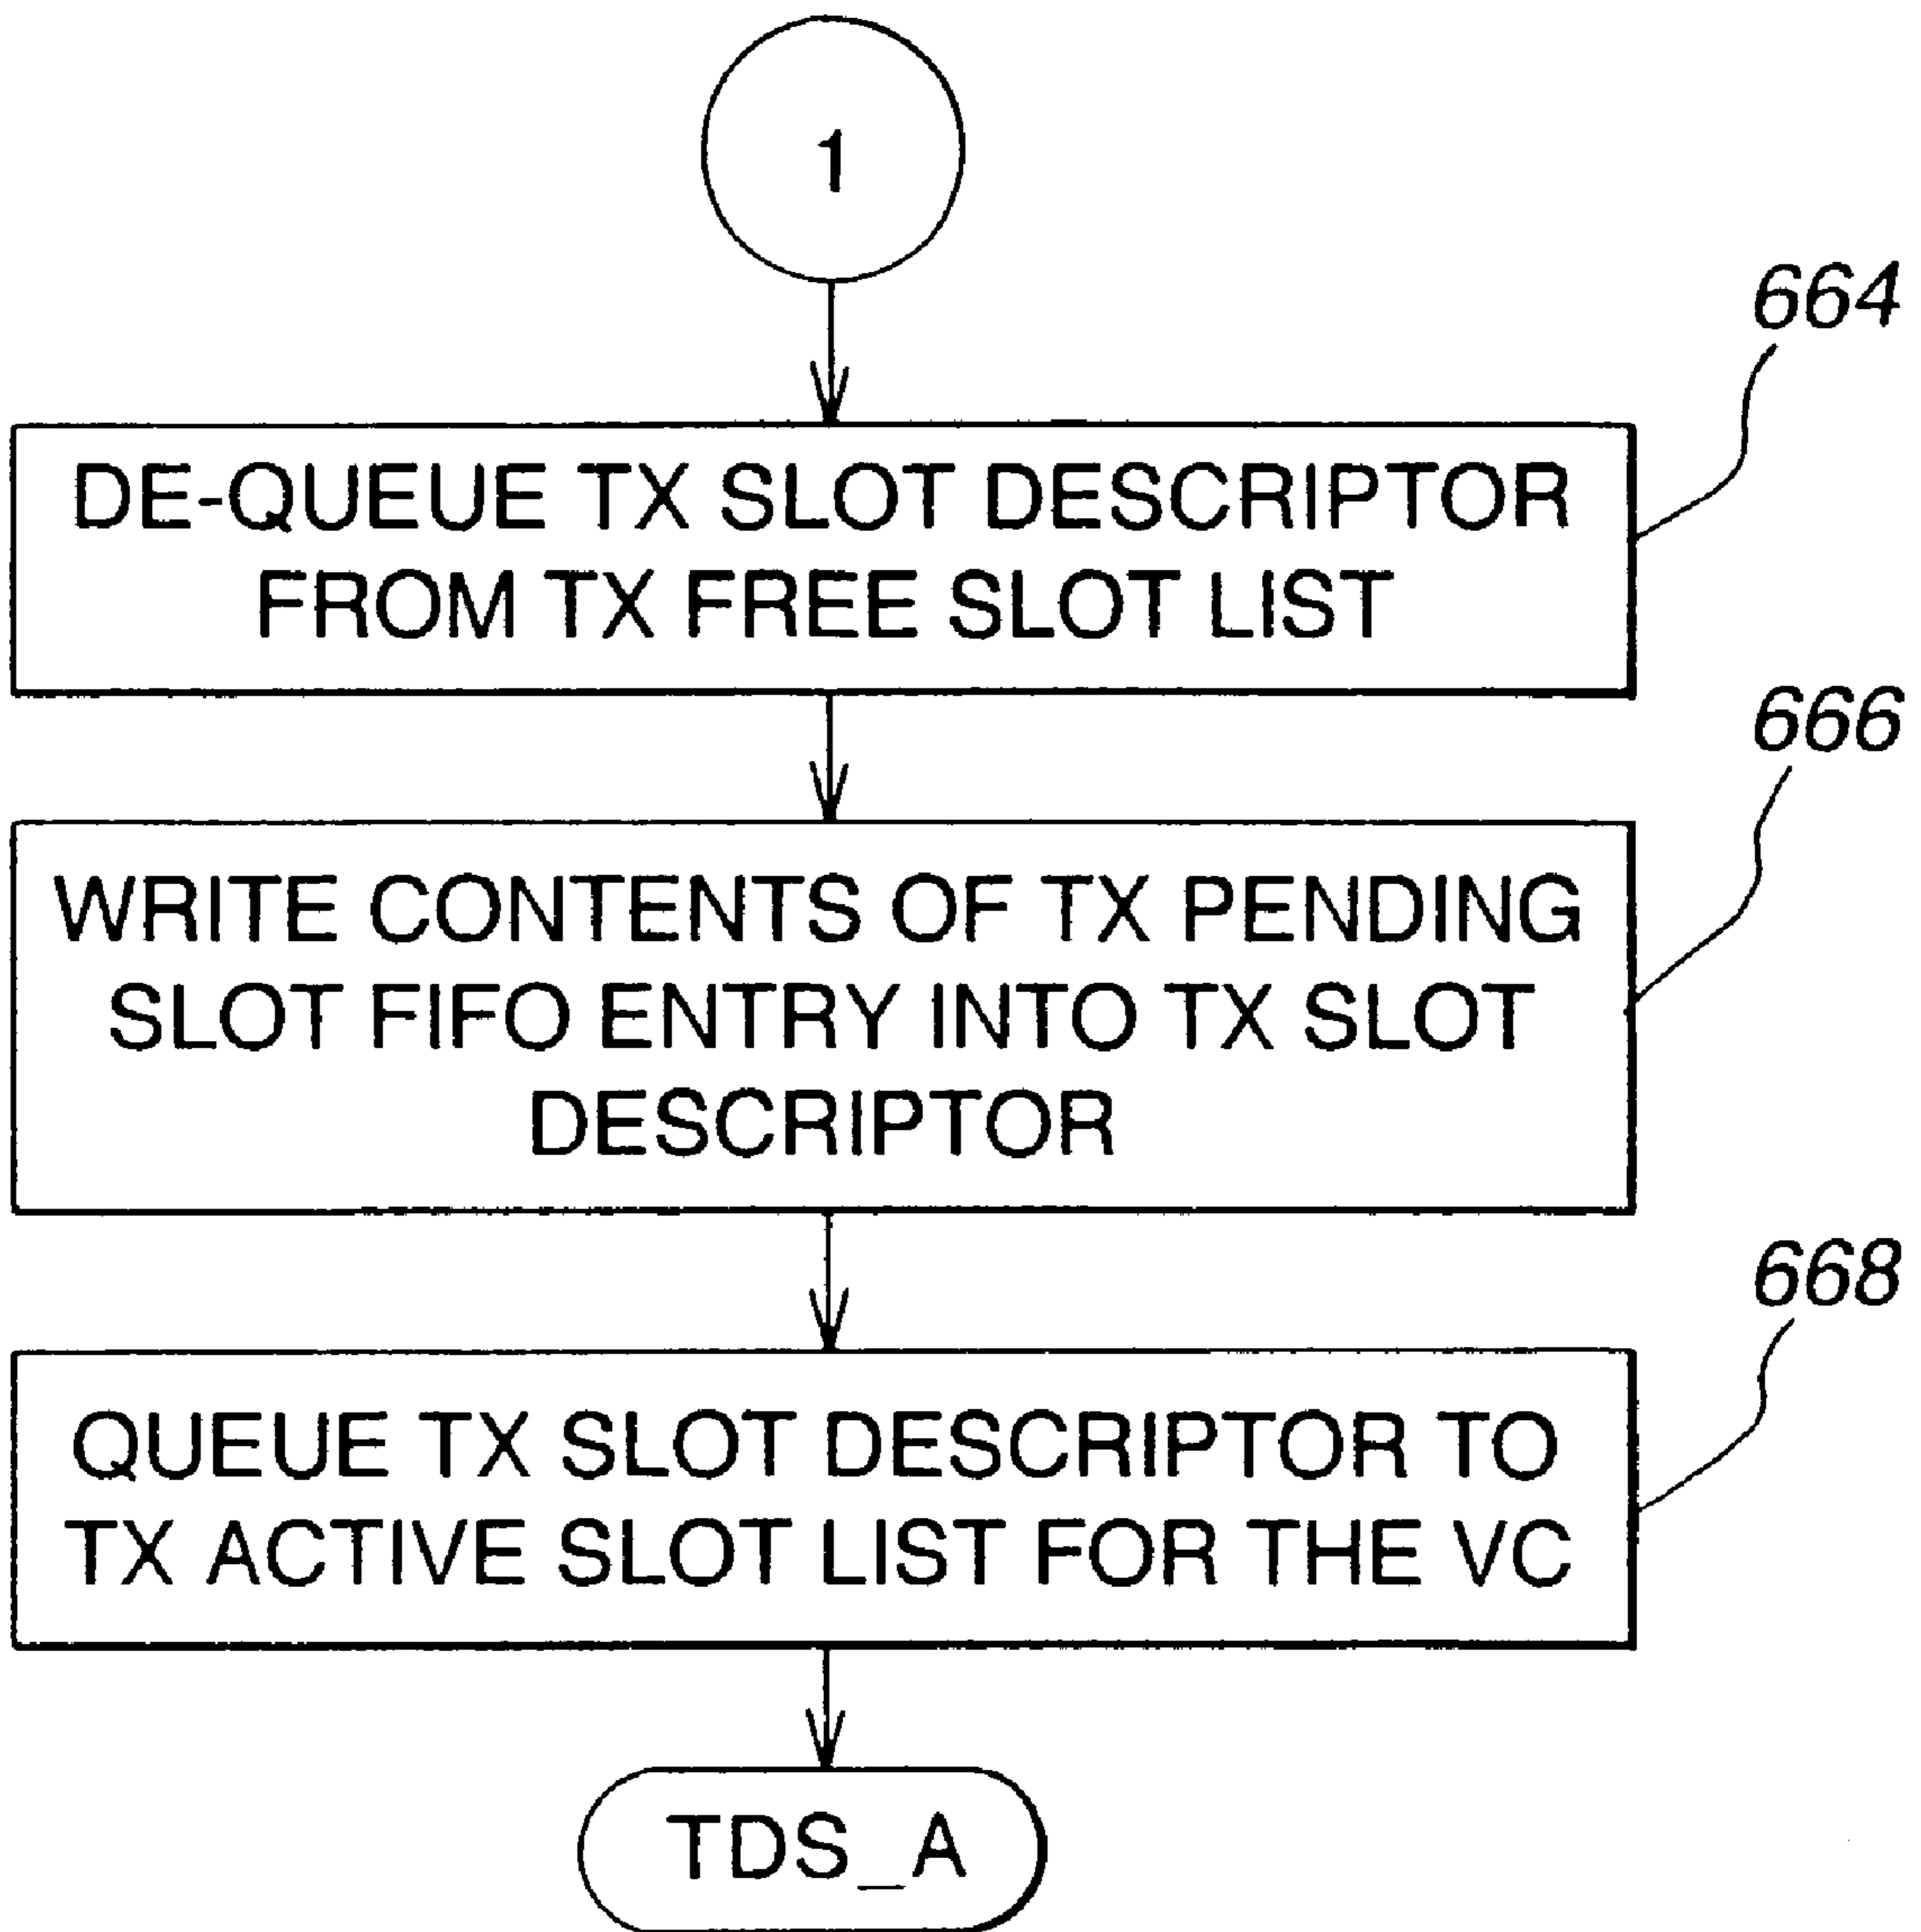 1
664
DE-QUEUE TX SLOT DESCRIPTOR
FROM TX FREE SLOT LIST
666
WRITE CONTENTS OF TX PENDING
SLOT FIFO ENTRY INTO TX SLOT
DESCRIPTOR
668
QUEUE TX SLOT DESCRIPTOR TO
TX ACTIVE SLOT LIST FOR THE VC
TDS_A